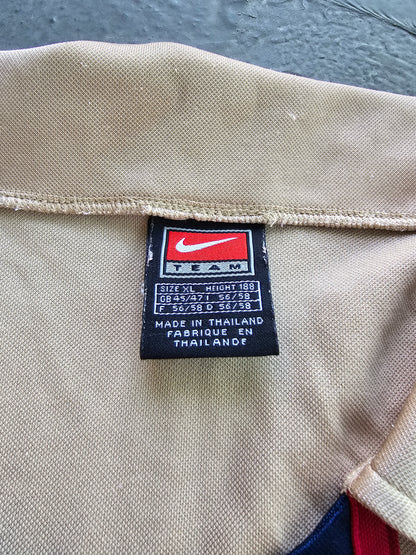 TEAM
SIZE XL HEIGHT 188
GB 45/47 I 56/58
F 56/58 D 56/58
MADE IN THAILAND
FABRIQUE EN
THAILANDE